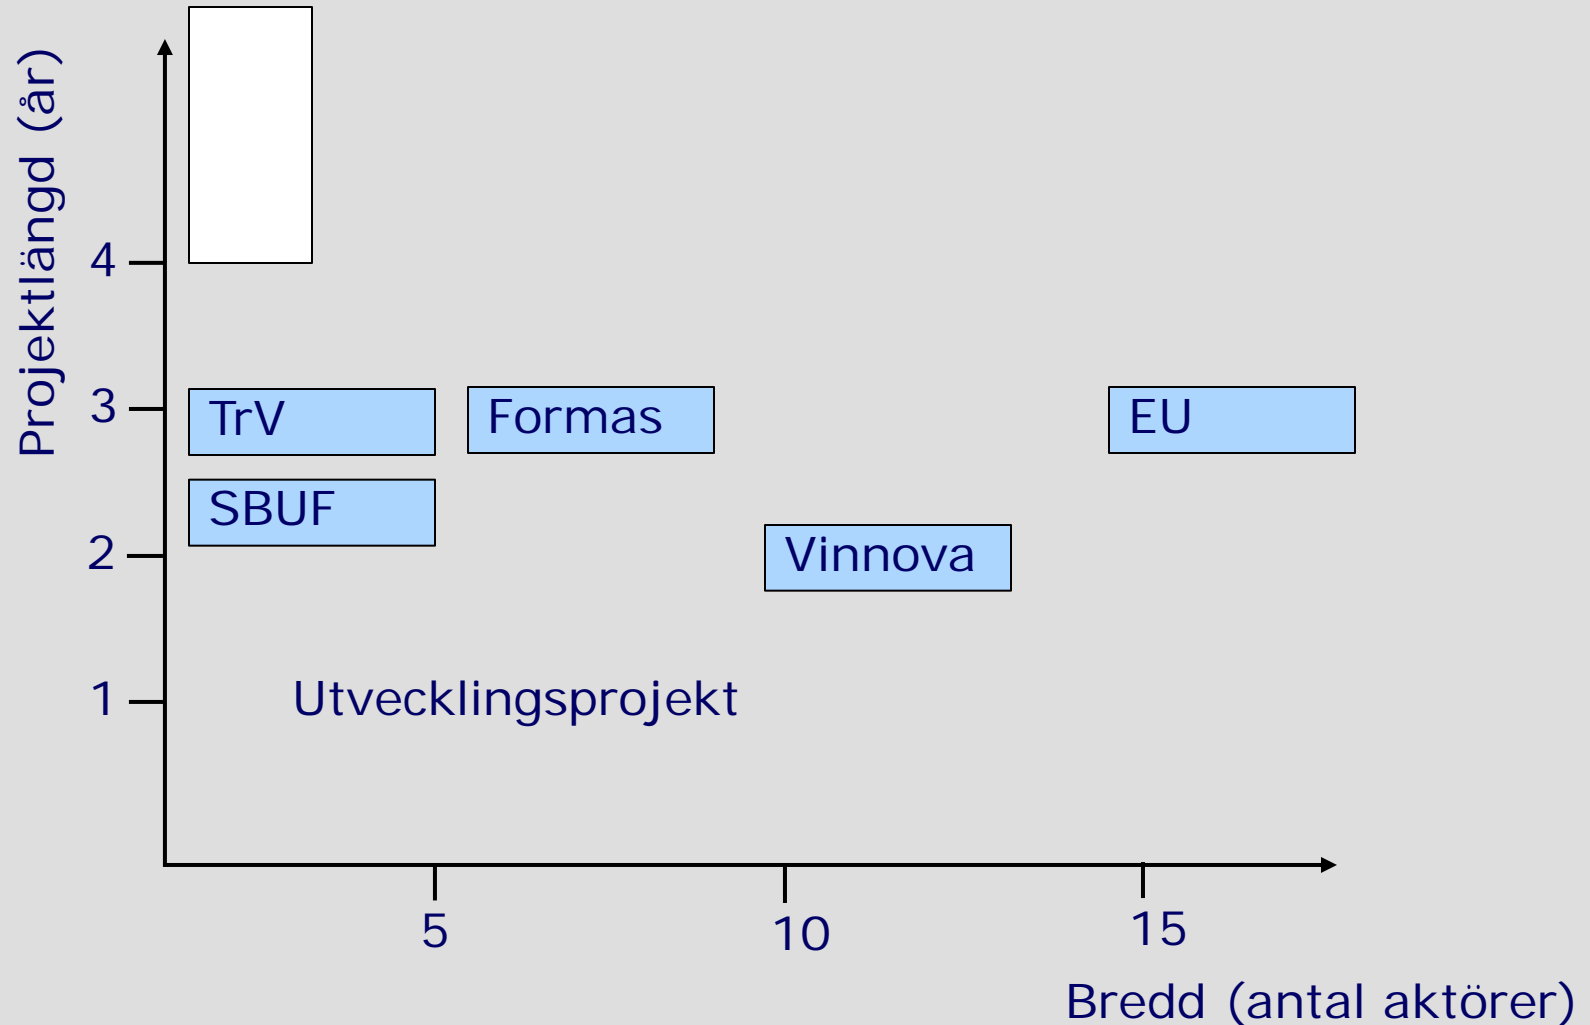 Projektlängd (år)
4
3
TrV
Formas
EU
SBUF
2
Vinnova
1
Utvecklingsprojekt
5
10
15
Bredd (antal aktörer)